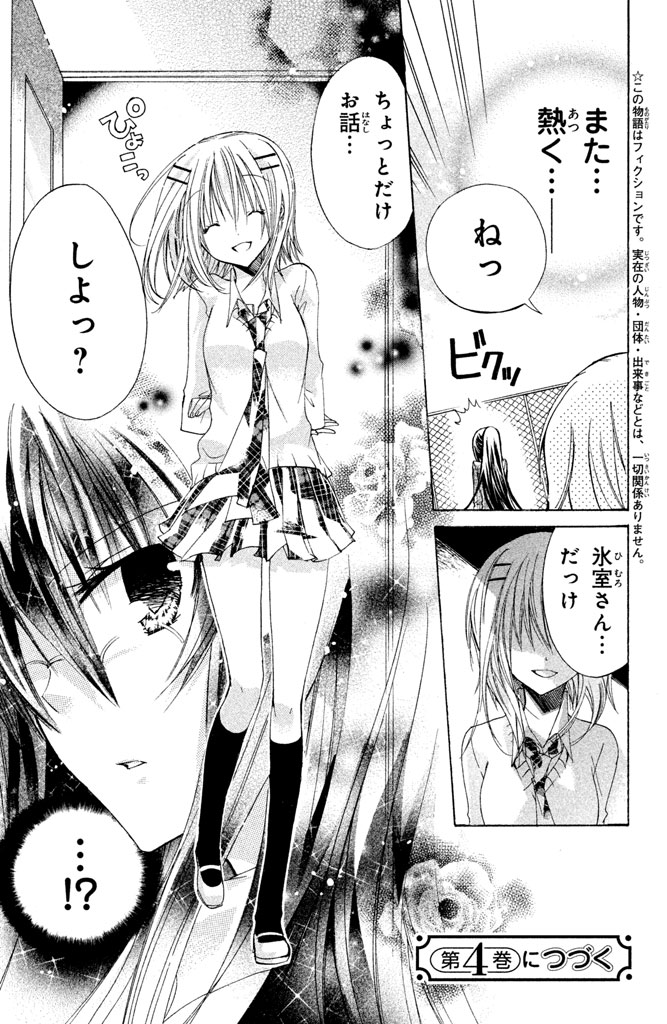 ☆この物語はフィクションです。実在の人物・団体・出来事などとは、一切関係ありません。
また…
熱く…
ねっ
ビクッ
氷室さん…
だっけ
ちょっとだけ
お話…
ぴょこっ
しよっ?
…!?
第4巻につづく